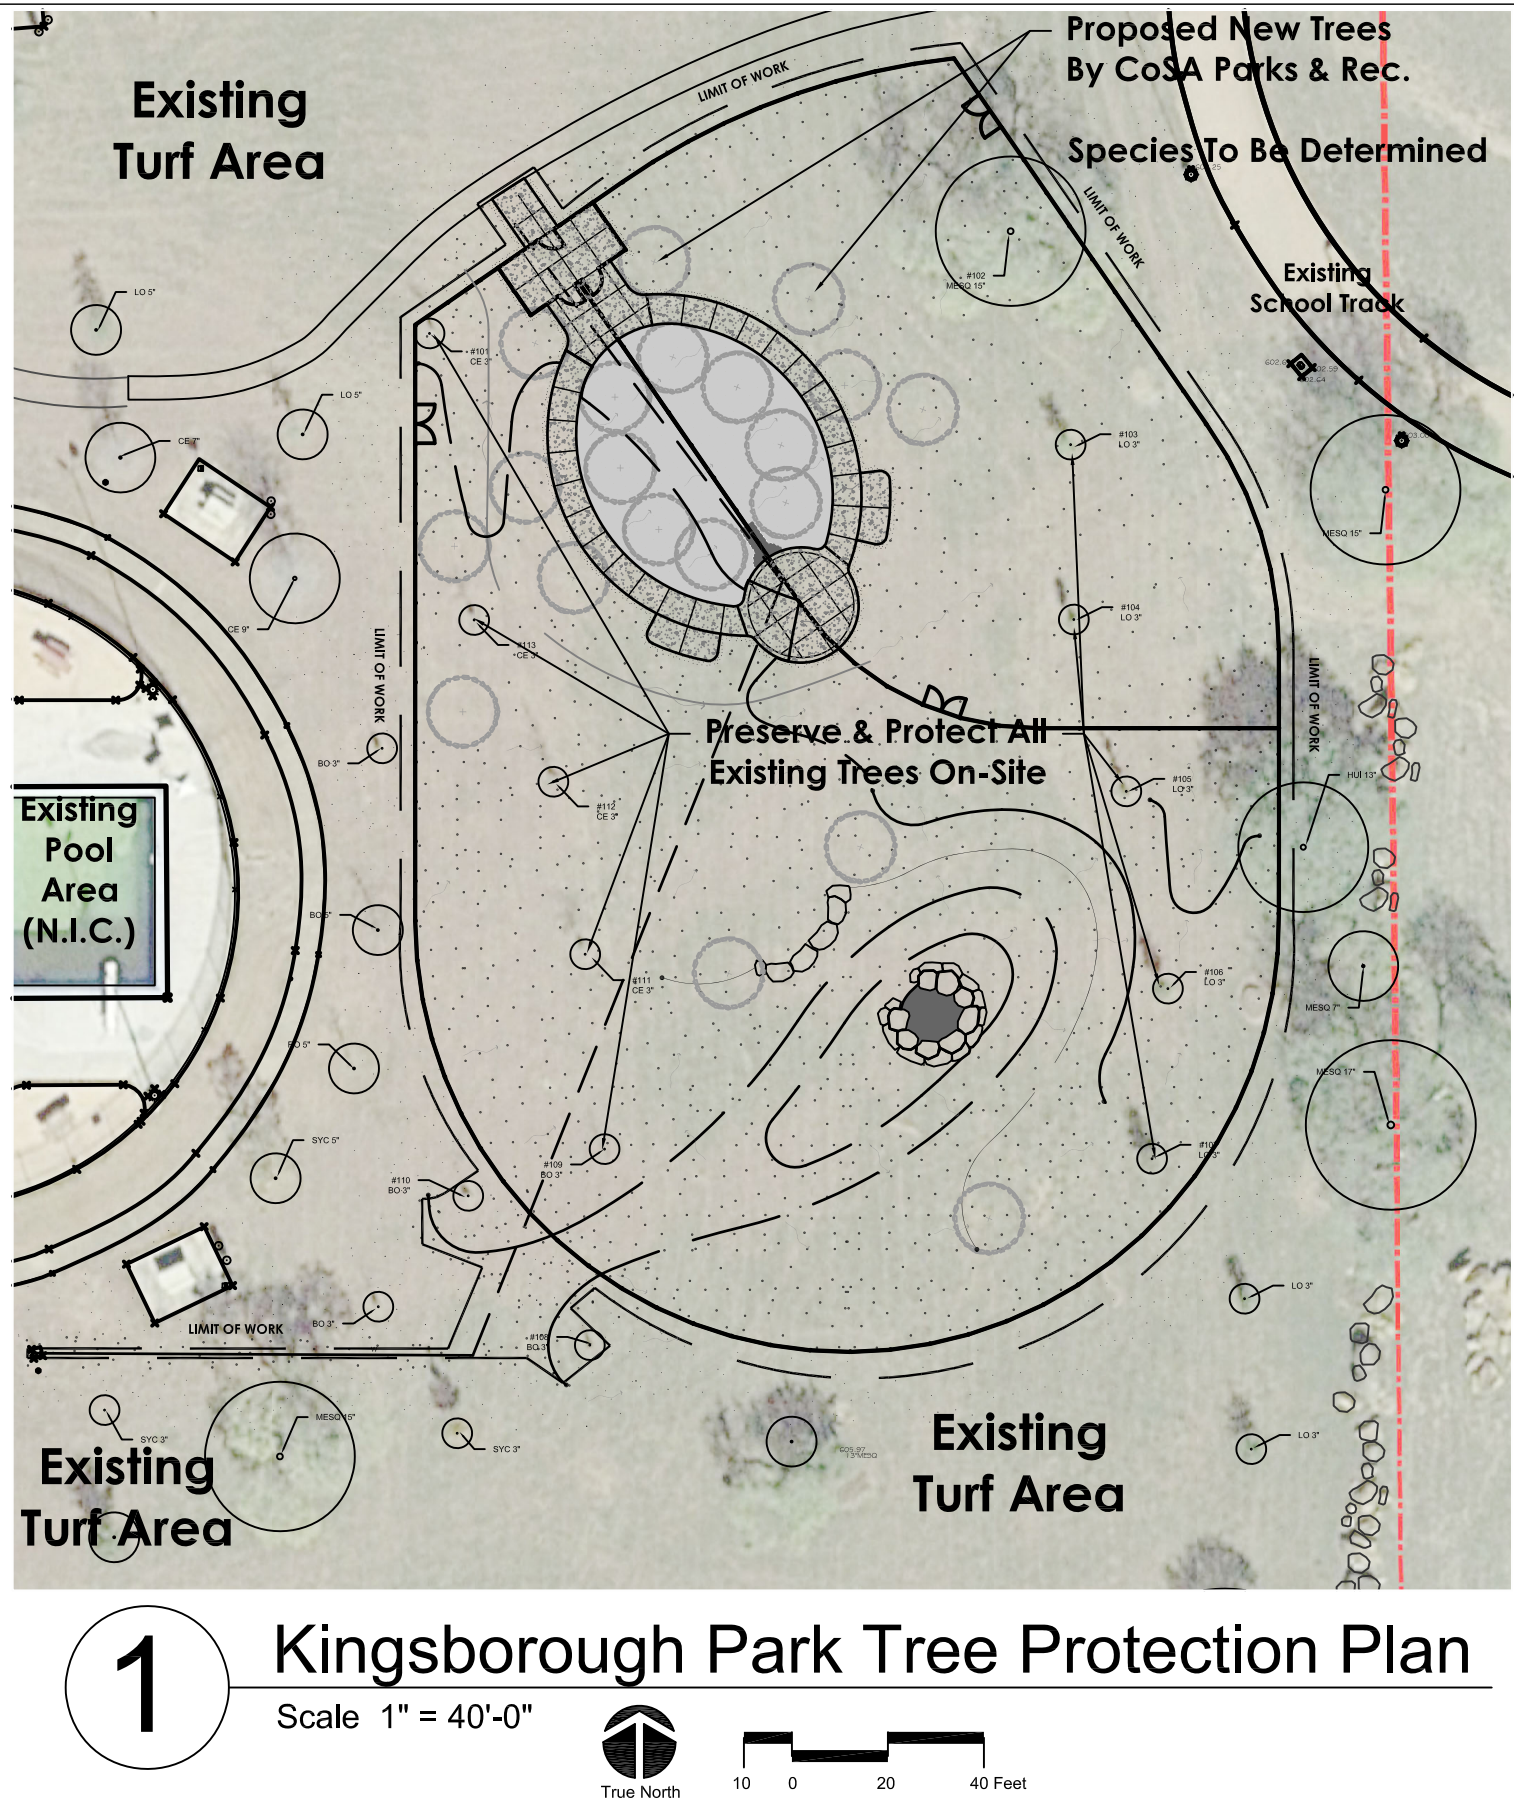 Proposed New Trees
By CoSA Parks & Rec.
Species To Be Determined
Existing
Turf Area
LIMIT OF WORK
LIMIT OF WORK
#102
MESQ 15"
Existing
School Track
LO 5"
#101
CE 3"
LO 5"
CE 7"
#103
LO 3"
MESQ 15"
CE 9"
#104
LO 3"
#113
CE 3"
LIMIT OF WORK
LIMIT OF WORK
Preserve & Protect All
Existing Trees On-Site
BO 3"
#112
CE 3"
#105
LO 3"
HUI 13"
Existing
Pool
Area
(N.I.C.)
BO 5"
#111
CE 3"
#106
LO 3"
MESQ 7"
BO 5"
MESQ 17"
SYC 5"
#110
BO 3"
#109
BO 3"
#107
LO 3"
LO 3"
BO 3"
LIMIT OF WORK
#108
BO 3"
MESQ 15"
SYC 3"
SYC 3"
LO 3"
605.97
13"MESQ
Existing
Turf Area
Existing
Turf Area
1
Kingsborough Park Tree Protection Plan
Scale 1" = 40'-0"
True North
10 0 20 40 Feet